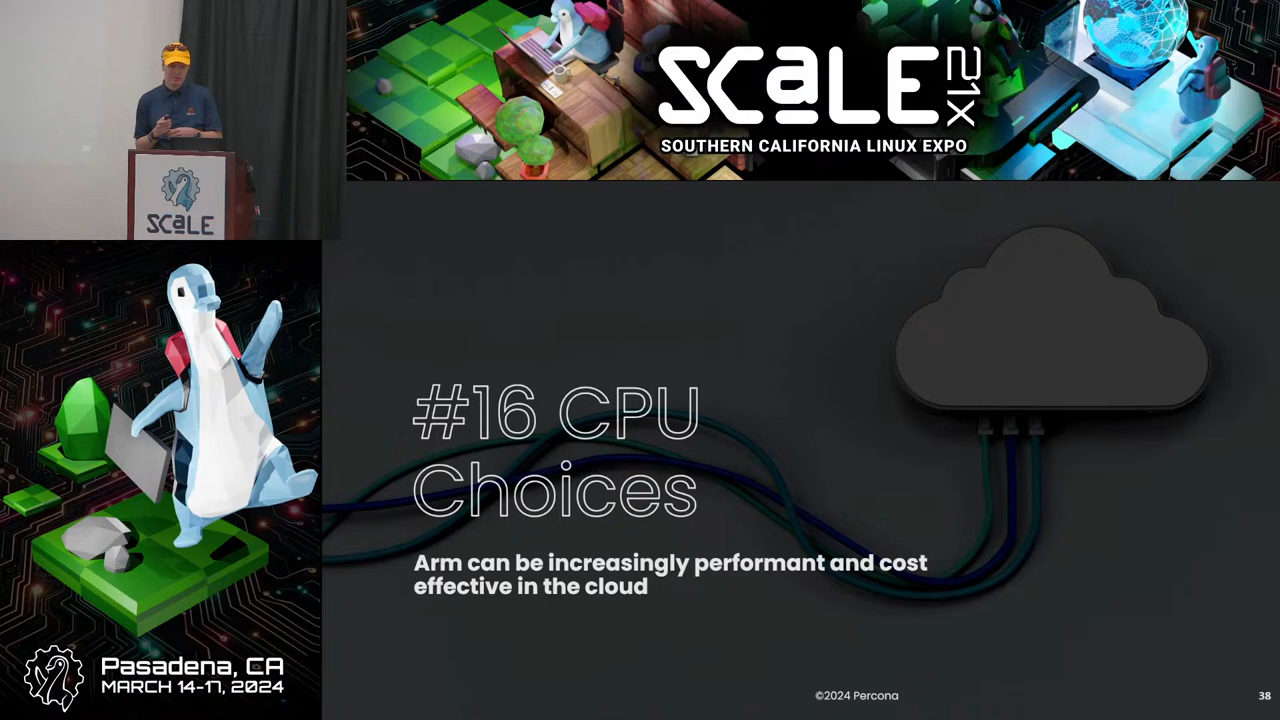 SCaLE 21x
SOUTHERN CALIFORNIA LINUX EXPO
SCaLE
#16 CPU
Choices
Arm can be increasingly performant and cost
effective in the cloud
Pasadena, CA
MARCH 14-17, 2024
©2024 Percona
38